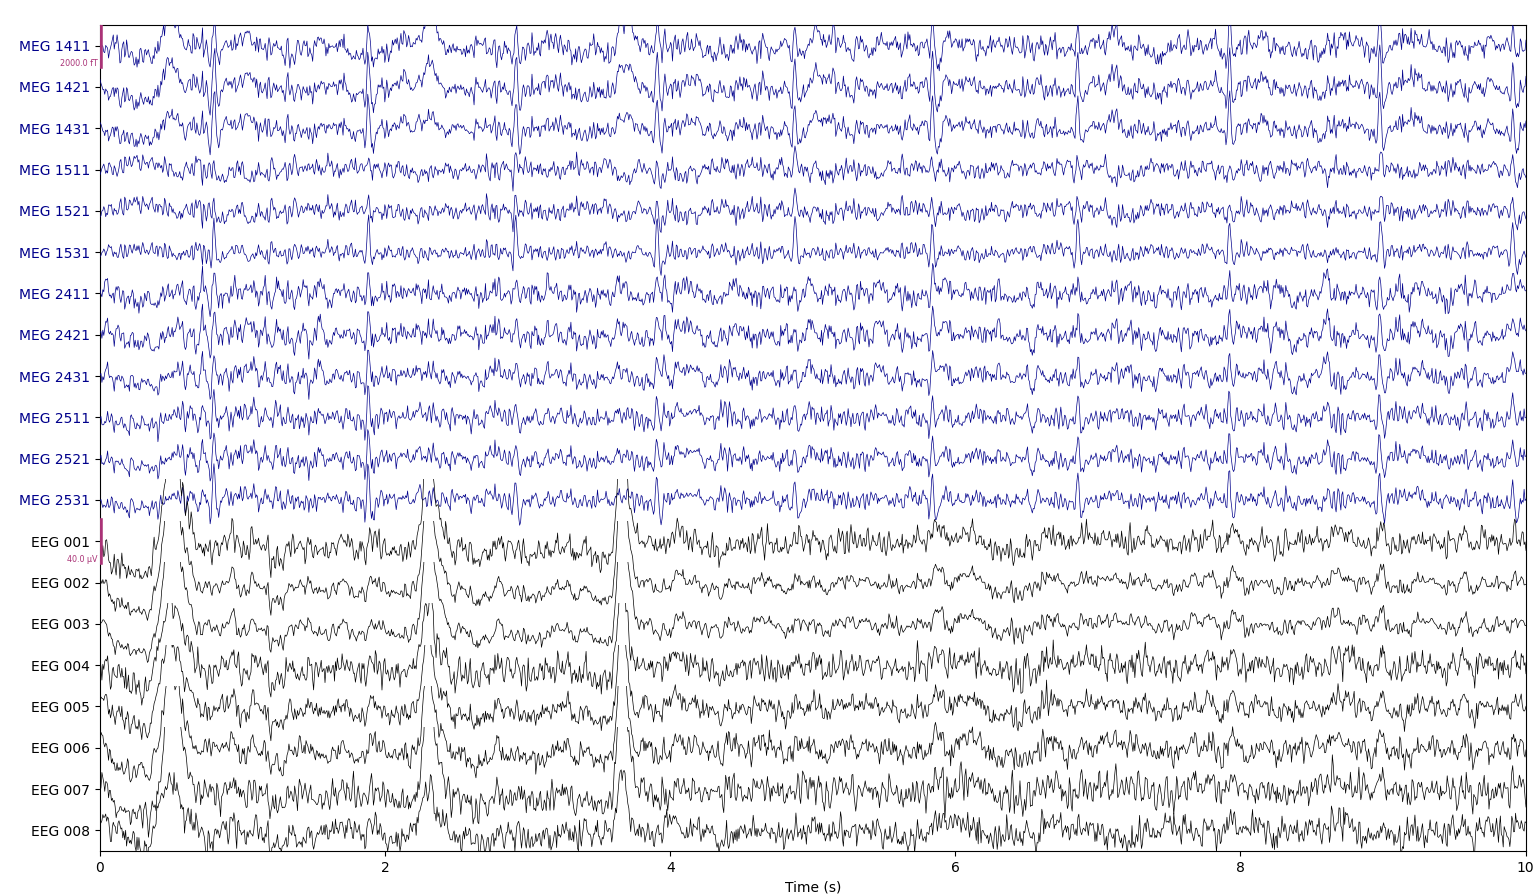 MEG 1411
2000.0 fT
MEG 1421
MEG 1431
MEG 1511
MEG 1521
MEG 1531
MEG 2411
MEG 2421
MEG 2431
MEG 2511
MEG 2521
MEG 2531
EEG 001
40.0 µV
EEG 002
EEG 003
EEG 004
EEG 005
EEG 006
EEG 007
EEG 008
0 2 4 6 8 10
Time (s)